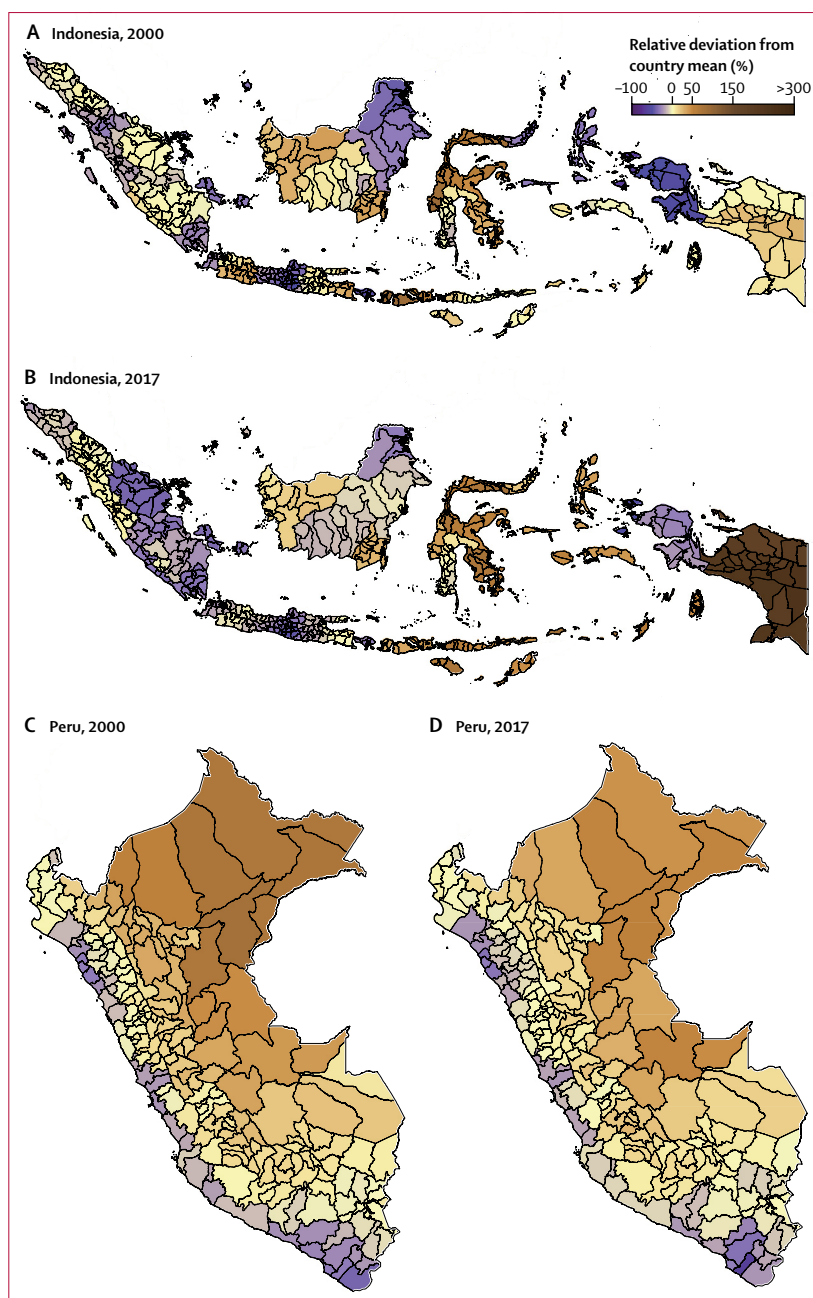 A Indonesia, 2000
Relative deviation from
country mean (%)
−100 0 50 150 >300
B Indonesia, 2017
C Peru, 2000
D Peru, 2017